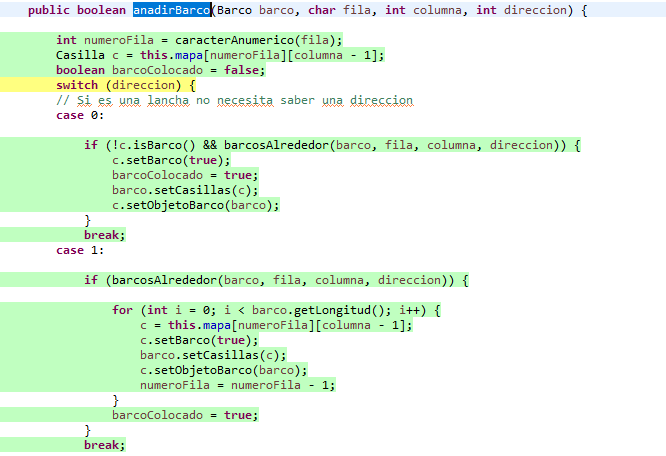 public boolean anadirBarco(Barco barco, char fila, int columna, int direccion) {
int numeroFila = caracterAnumerico(fila);
Casilla c = this.mapa[numeroFila][columna - 1];
boolean barcoColocado = false;
switch (direccion) {
// Si es una lancha no necesita saber una direccion
case 0:
if (!c.isBarco() && barcosAlrededor(barco, fila, columna, direccion)) {
c.setBarco(true);
barcoColocado = true;
barco.setCasillas(c);
c.setObjetoBarco(barco);
}
break;
case 1:
if (barcosAlrededor(barco, fila, columna, direccion)) {
for (int i = 0; i < barco.getLongitud(); i++) {
c = this.mapa[numeroFila][columna - 1];
c.setBarco(true);
barco.setCasillas(c);
c.setObjetoBarco(barco);
numeroFila = numeroFila - 1;
}
barcoColocado = true;
}
break;